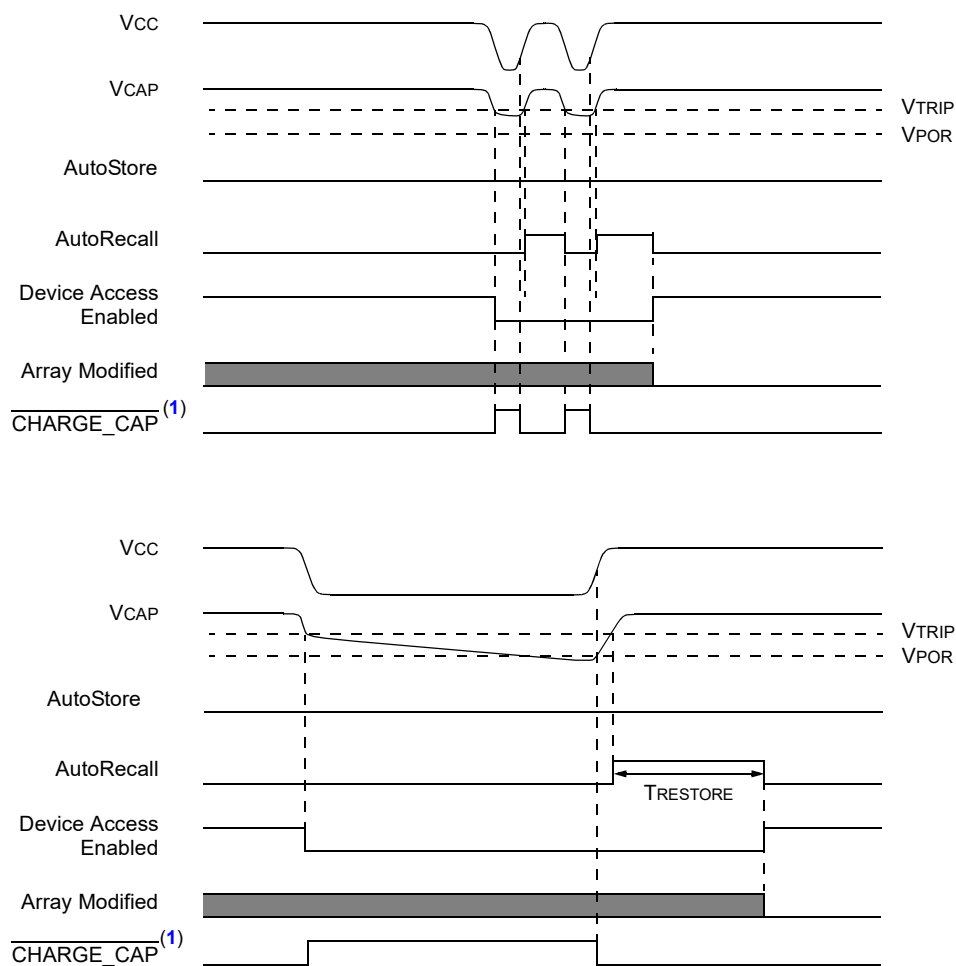 VCC
VCAP
VTRIP
VPOR
AutoStore
AutoRecall
Device Access
Enabled
Array Modified
CHARGE_CAP(1)
VCC
VCAP
VTRIP
VPOR
AutoStore
AutoRecall
TRESTORE
Device Access
Enabled
Array Modified
CHARGE_CAP(1)